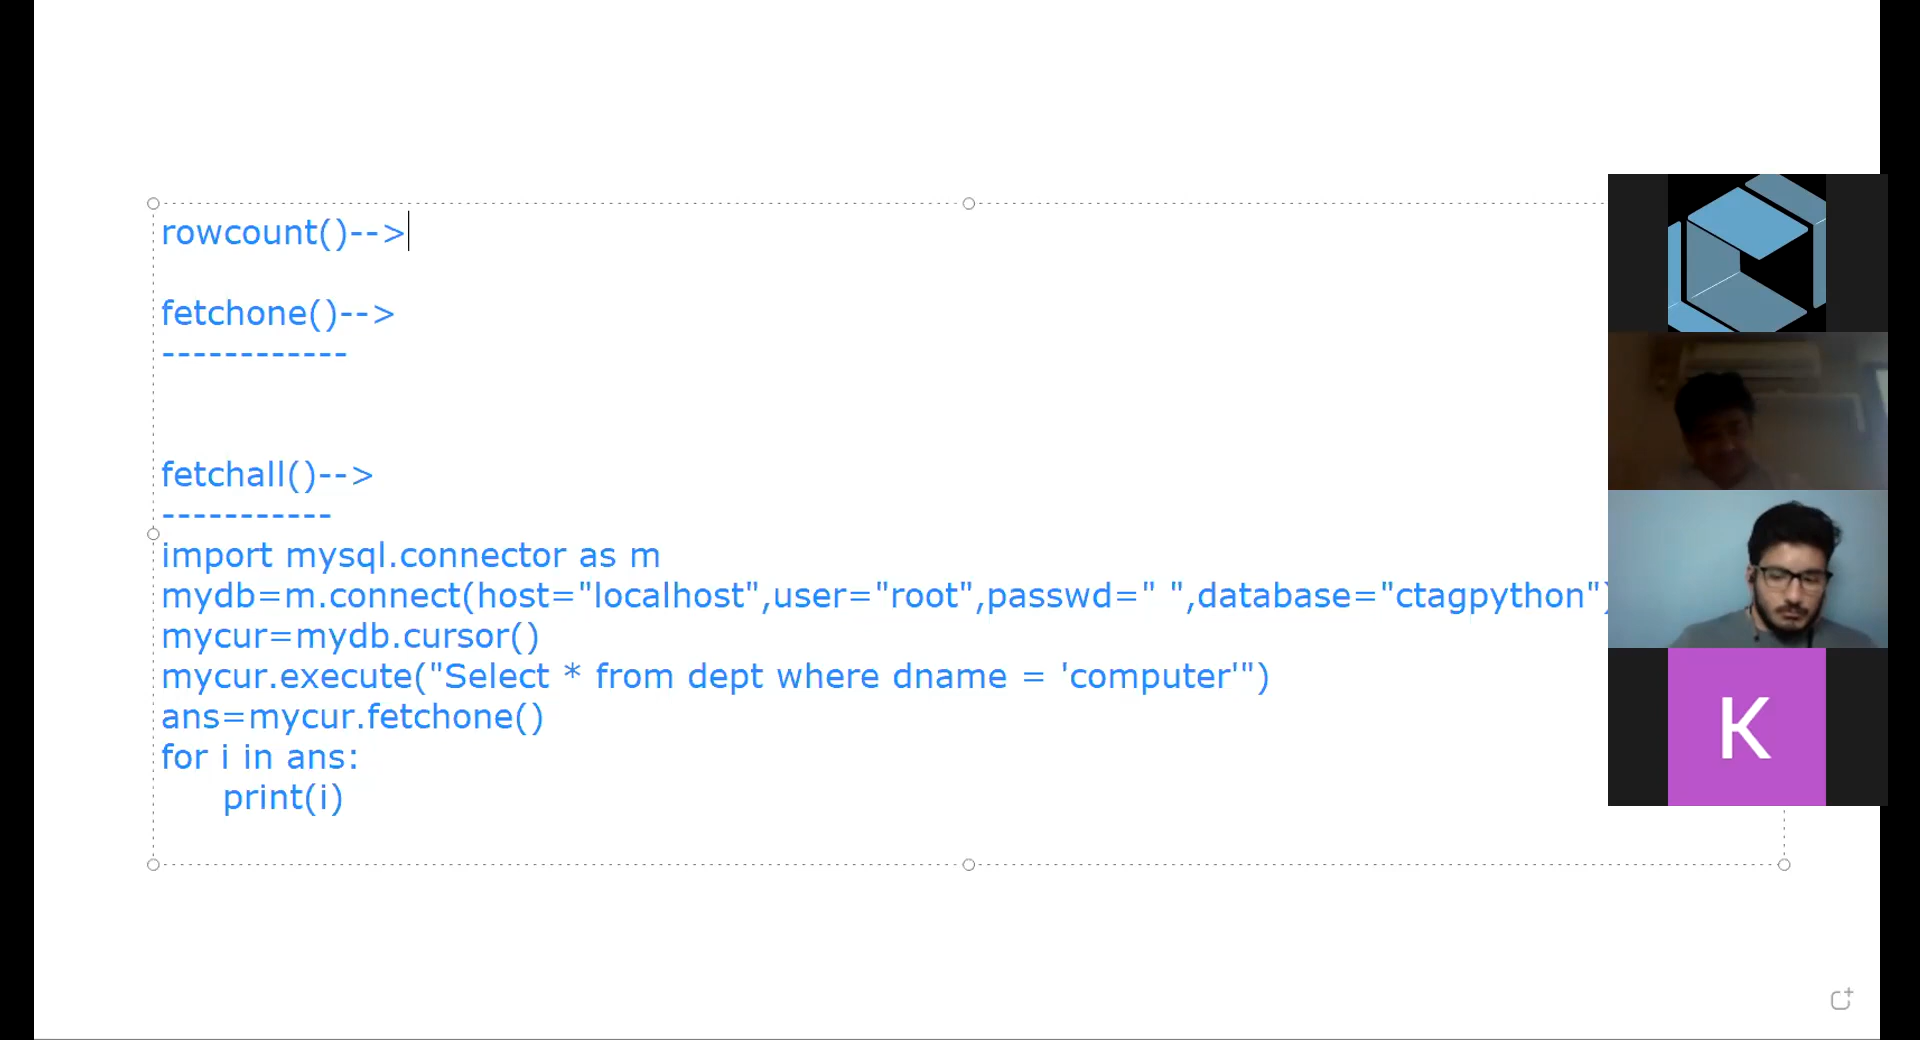 rowcount()-->
fetchone()-->
------------
fetchall()-->
-----------
import mysql.connector as m
mydb=m.connect(host="localhost",user="root",passwd=" ",database="ctagpython")
mycur=mydb.cursor()
mycur.execute("Select * from dept where dname = 'computer'")
ans=mycur.fetchone()
for i in ans:
print(i)
K